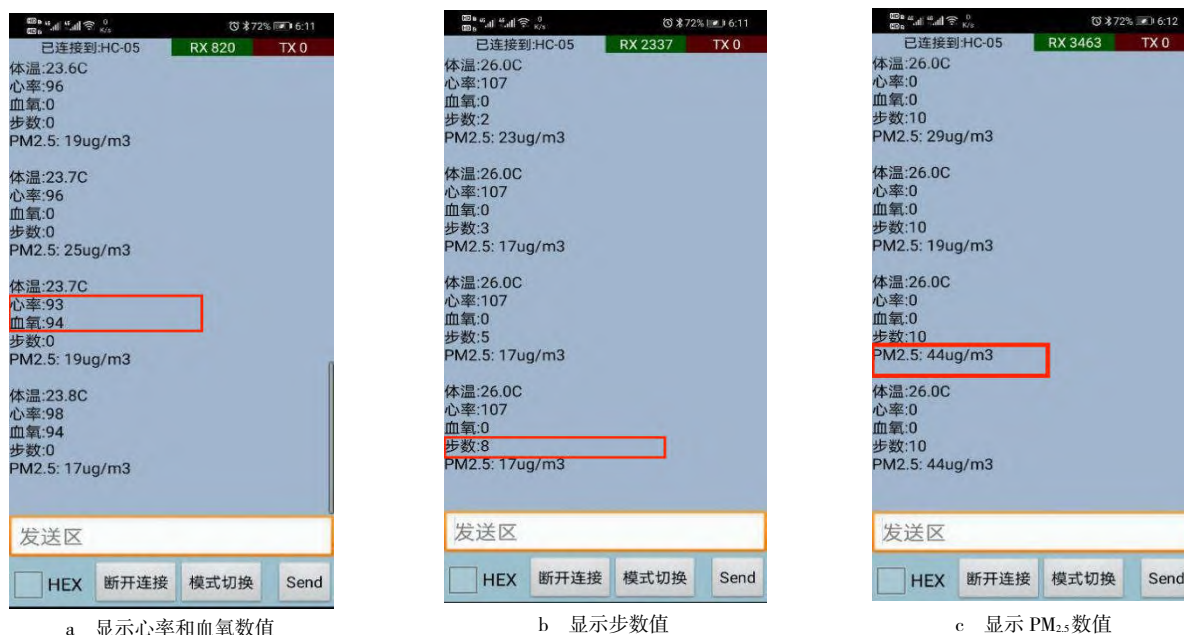 72% 6:11
已连接到:HC-05 RX 820 TX 0
体温:23.6C
心率:96
血氧:0
步数:0
PM2.5: 19ug/m3
体温:23.7C
心率:96
血氧:0
步数:0
PM2.5: 25ug/m3
体温:23.7C
心率:93
血氧:94
步数:0
PM2.5: 19ug/m3
体温:23.8C
心率:98
血氧:94
步数:0
PM2.5: 17ug/m3
发送区
HEX 断开连接 模式切换 Send
a 显示心率和血氧数值
72% 6:11
已连接到:HC-05 RX 2337 TX 0
体温:26.0C
心率:107
血氧:0
步数:2
PM2.5: 23ug/m3
体温:26.0C
心率:107
血氧:0
步数:3
PM2.5: 17ug/m3
体温:26.0C
心率:107
血氧:0
步数:5
PM2.5: 17ug/m3
体温:26.0C
心率:107
血氧:0
步数:8
PM2.5: 17ug/m3
发送区
HEX 断开连接 模式切换 Send
b 显示步数值
72% 6:12
已连接到:HC-05 RX 3463 TX 0
体温:26.0C
心率:0
血氧:0
步数:10
PM2.5: 29ug/m3
体温:26.0C
心率:0
血氧:0
步数:10
PM2.5: 19ug/m3
体温:26.0C
心率:0
血氧:0
步数:10
PM2.5: 44ug/m3
体温:26.0C
心率:0
血氧:0
步数:10
PM2.5: 44ug/m3
发送区
HEX 断开连接 模式切换 Send
c 显示 PM2.5 数值